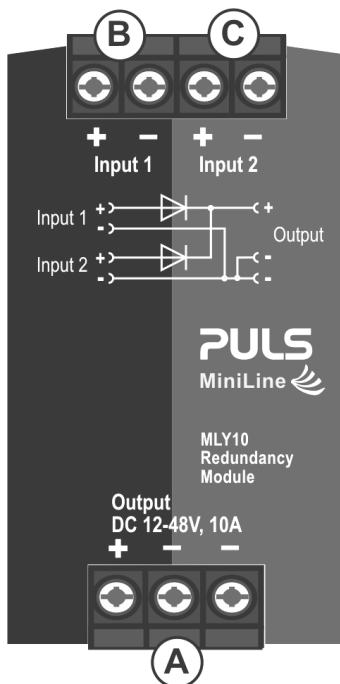 B C
+ − + −
Input 1 Input 2
Input 1 + +
- Output
Input 2 + -
- -
PULS
MiniLine
MLY10
Redundancy
Module
Output
DC 12-48V, 10A
+ − −
A